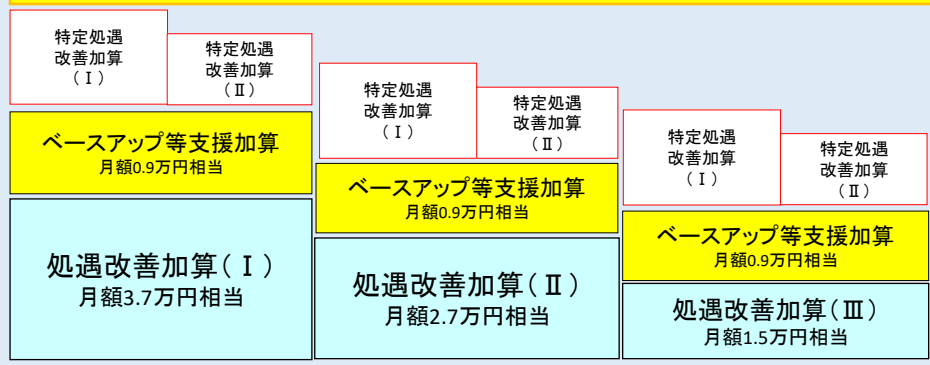 特定処遇
改善加算
（Ⅰ）
特定処遇
改善加算
（Ⅱ）
ベースアップ等支援加算
月額0.9万円相当
処遇改善加算（Ⅰ）
月額3.7万円相当
特定処遇
改善加算
（Ⅰ）
特定処遇
改善加算
（Ⅱ）
ベースアップ等支援加算
月額0.9万円相当
処遇改善加算（Ⅱ）
月額2.7万円相当
特定処遇
改善加算
（Ⅰ）
特定処遇
改善加算
（Ⅱ）
ベースアップ等支援加算
月額0.9万円相当
処遇改善加算（Ⅲ）
月額1.5万円相当